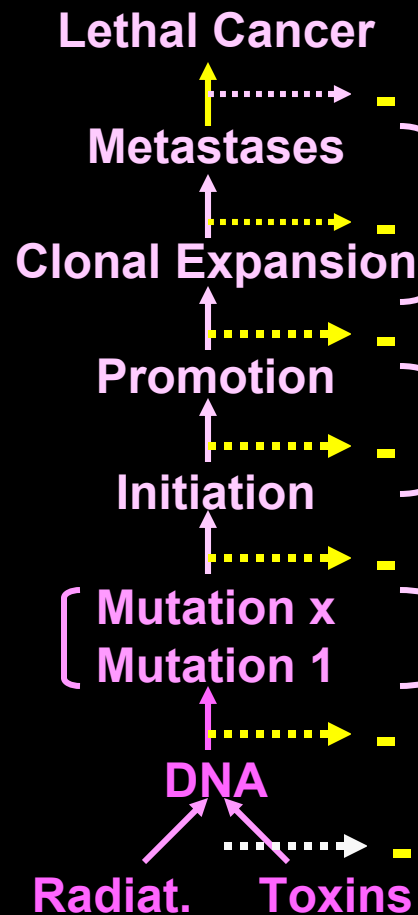 Lethal Cancer
-
Metastases
-
Clonal Expansion
-
Promotion
-
Initiation
-
Mutation x
Mutation 1
-
DNA
-
Radiat. Toxins